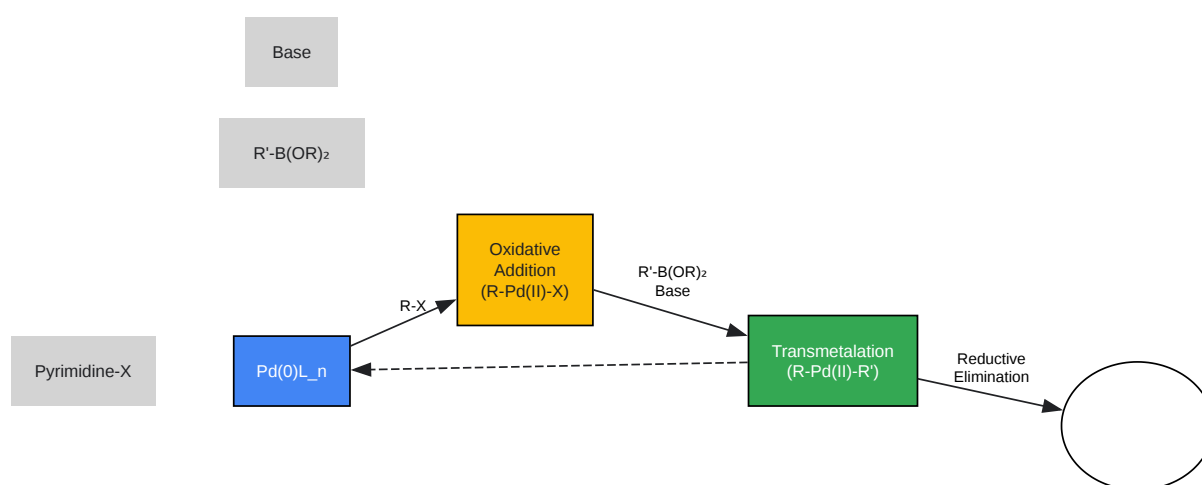 Base
R'-B(OR)₂
Oxidative
Addition
(R-Pd(II)-X)
R'-B(OR)₂
Base
R-X
Transmetalation
(R-Pd(II)-R')
Reductive
Elimination
Pyrimidine-X
Pd(0)L_n